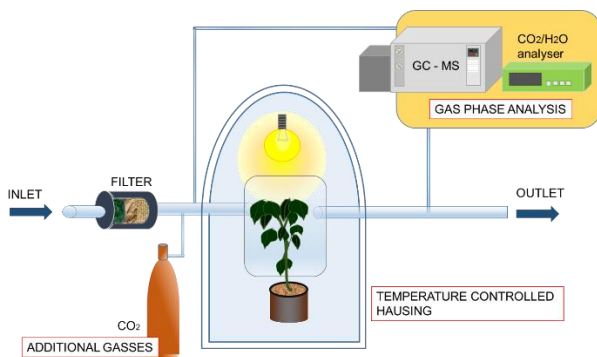 CO2/H2O
analyser
GC - MS
GAS PHASE ANALYSIS
FILTER
INLET
OUTLET
TEMPERATURE CONTROLLED
HAUSING
CO2
ADDITIONAL GASSES